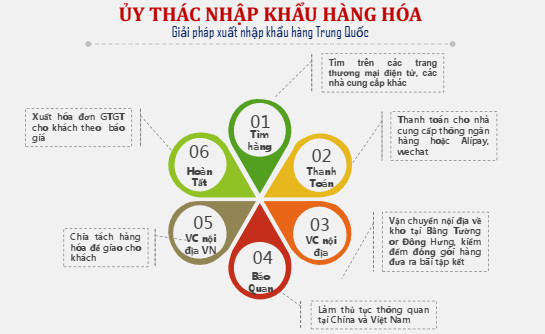 ỦY THÁC NHẬP KHẨU HÀNG HÓA
Giải pháp xuất nhập khẩu hàng Trung Quốc
01
Tìm
hàng
Tìm trên các trang
thương mại điện tử, các
nhà cung cấp khác
02
Thanh
Toán
Thanh toán cho nhà
cung cấp thông ngân
hàng hoặc Alipay,
wechat
03
VC nội
địa
Vận chuyển nội địa về
kho tại Bằng Tường
or Đông Hưng, kiểm
đếm đóng gói hàng
đưa ra bãi tập kết
04
Báo
Quan
Làm thủ tục thông quan
tại China và Việt Nam
05
VC nội
địa VN
Chia tách hàng
hóa để giao cho
khách
06
Hoàn
Tất
Xuất hóa đơn GTGT
cho khách theo báo
giá